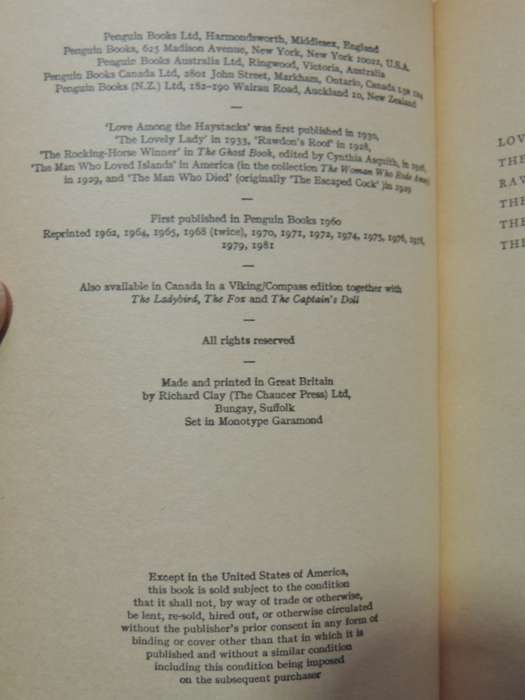 Penguin Books Ltd, Harmondsworth, Middlesex, England
Penguin Books, 625 Madison Avenue, New York, New York 10022, U.S.A.
Penguin Books Australia Ltd, Ringwood, Victoria, Australia
Penguin Books Canada Ltd, 2801 John Street, Markham, Ontario, Canada
Penguin Books (N.Z.) Ltd, 182-190 Wairau Road, Auckland 10, New Zealand
—
'Love Among the Haystacks' was first published in 1930,
'The Lovely Lady' in 1933, 'Rawdon's Roof' in 1928,
'The Rocking-Horse Winner' in The Ghost Book, edited by Cynthia Asquith, in 1926,
'The Man Who Loved Islands' in America (in the collection The Woman Who Rode Away)
in 1929, and 'The Man Who Died' (originally 'The Escaped Cock' )in 1929
—
First published in Penguin Books 1960
Reprinted 1962, 1964, 1965, 1968 (twice), 1970, 1971, 1972, 1974, 1975, 1976, 1978,
1979, 1981
—
Also available in Canada in a Viking/Compass edition together with
The Ladybird, The Fox and The Captain's Doll
—
All rights reserved
—
Made and printed in Great Britain
by Richard Clay (The Chaucer Press) Ltd,
Bungay, Suffolk
Set in Monotype Garamond
Except in the United States of America,
this book is sold subject to the condition
that it shall not, by way of trade or otherwise,
be lent, re-sold, hired out, or otherwise circulated
without the publisher's prior consent in any form of
binding or cover other than that in which it is
published and without a similar condition
including this condition being imposed
on the subsequent purchaser
LOV
THE
RAW
THE
THE
THE